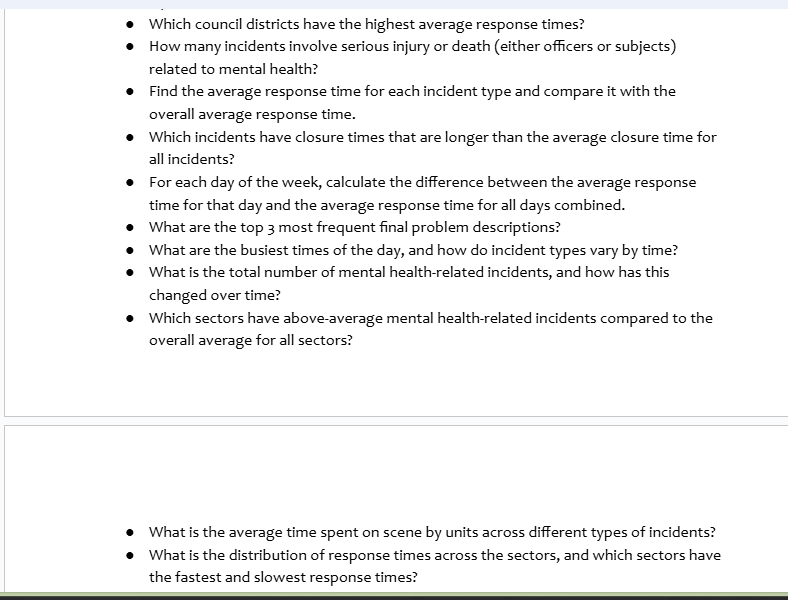 ● Which council districts have the highest average response times?
● How many incidents involve serious injury or death (either officers or subjects)
related to mental health?
● Find the average response time for each incident type and compare it with the
overall average response time.
● Which incidents have closure times that are longer than the average closure time for
all incidents?
● For each day of the week, calculate the difference between the average response
time for that day and the average response time for all days combined.
● What are the top 3 most frequent final problem descriptions?
● What are the busiest times of the day, and how do incident types vary by time?
● What is the total number of mental health-related incidents, and how has this
changed over time?
● Which sectors have above-average mental health-related incidents compared to the
overall average for all sectors?
● What is the average time spent on scene by units across different types of incidents?
● What is the distribution of response times across the sectors, and which sectors have
the fastest and slowest response times?